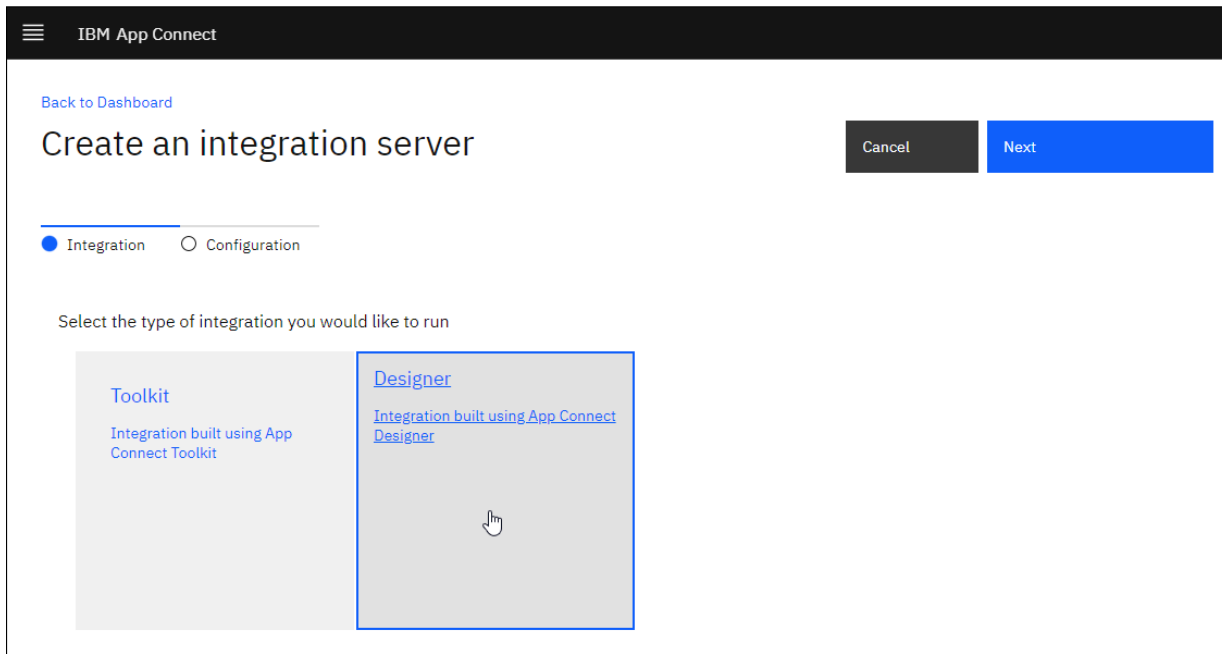 IBM App Connect
Back to Dashboard
Create an integration server
Cancel
Next
Integration
Configuration
Select the type of integration you would like to run
Toolkit
Integration built using App
Connect Toolkit
Designer
Integration built using App Connect
Designer